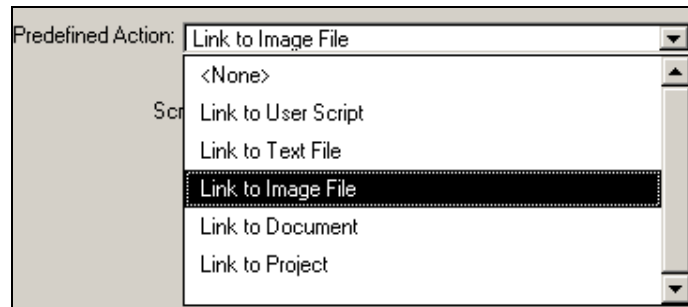 Predefined Action: Link to Image File
<None>
Scr
Link to User Script
Link to Text File
Link to Image File
Link to Document
Link to Project